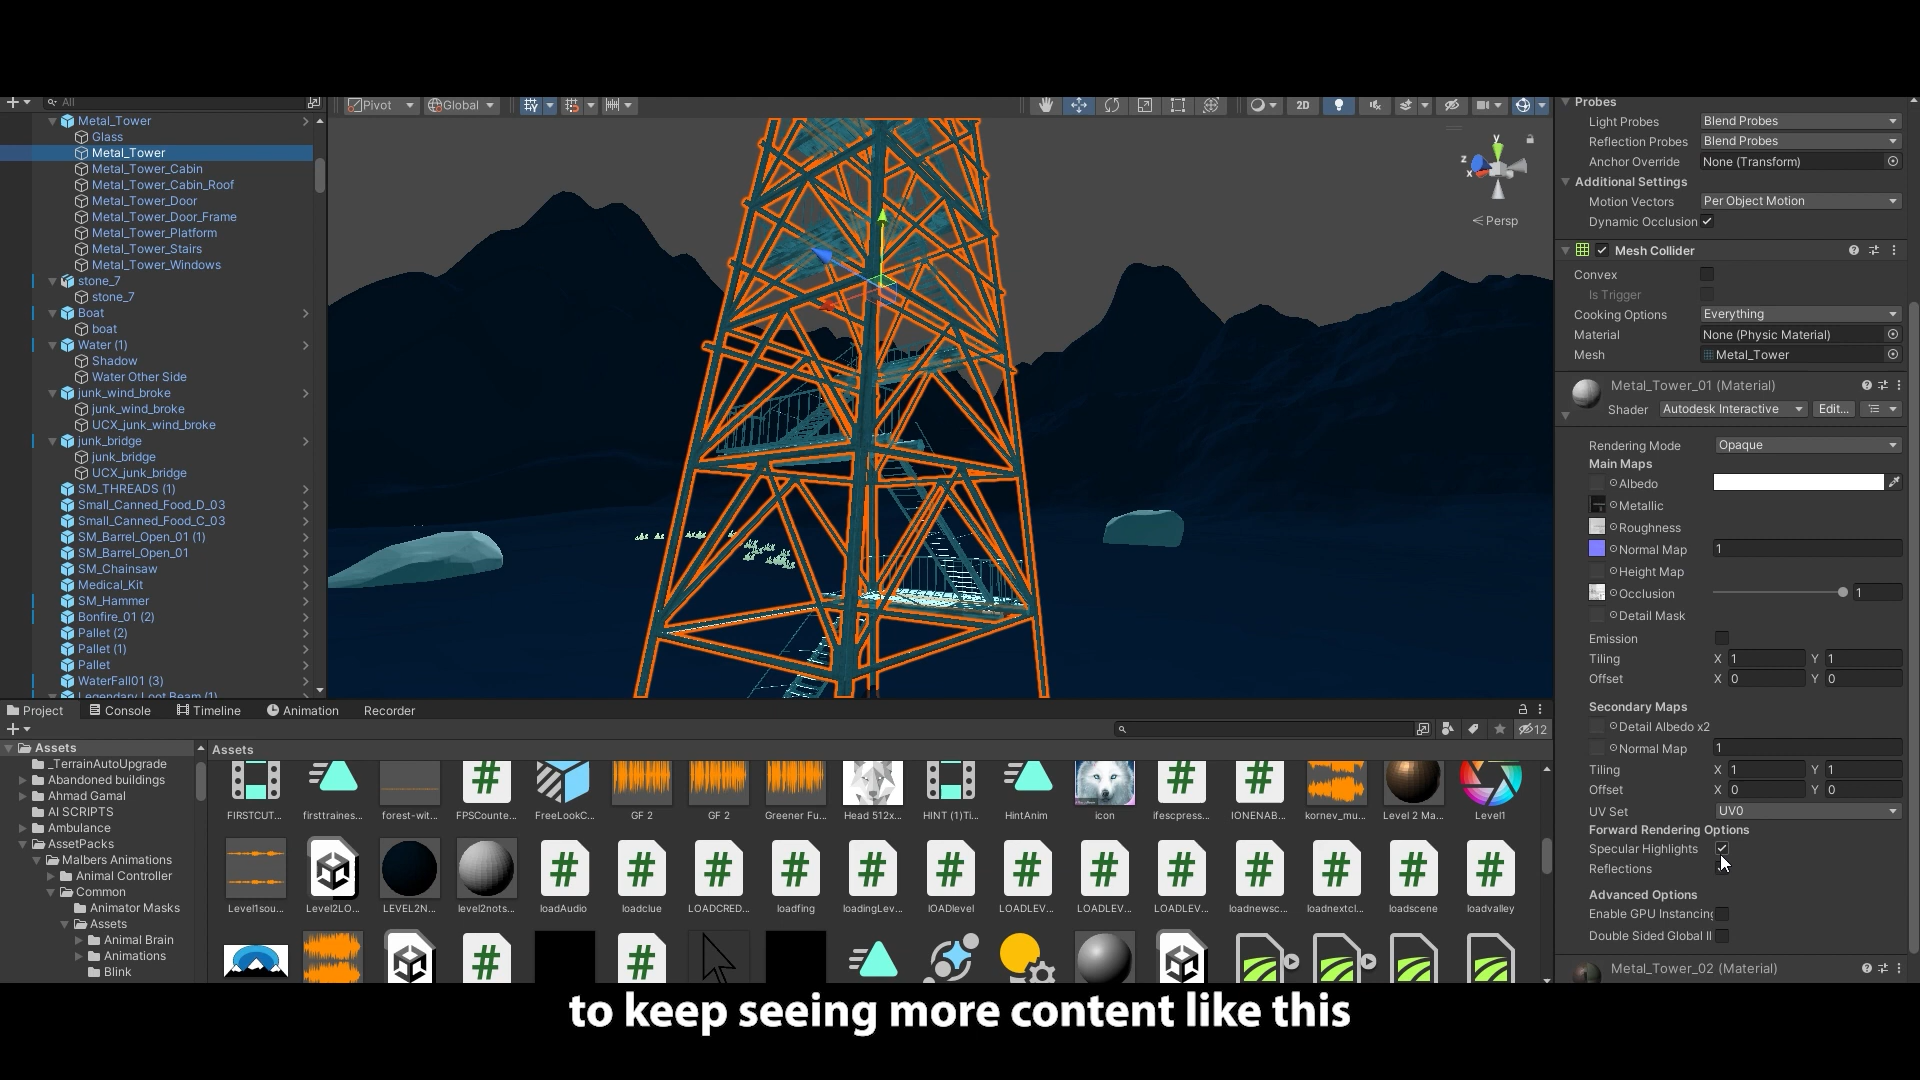 All
Metal_Tower
Glass
Metal_Tower
Metal_Tower_Cabin
Metal_Tower_Cabin_Roof
Metal_Tower_Door
Metal_Tower_Door_Frame
Metal_Tower_Platform
Metal_Tower_Stairs
Metal_Tower_Windows
stone_7
stone_7
Boat
boat
Water (1)
Shadow
Water Other Side
junk_wind_broke
junk_wind_broke
UCX_junk_wind_broke
junk_bridge
junk_bridge
UCX_junk_bridge
SM_THREADS (1)
Small_Canned_Food_D_03
Small_Canned_Food_C_03
SM_Barrel_Open_01 (1)
SM_Barrel_Open_01
SM_Chainsaw
Medical_Kit
SM_Hammer
Bonfire_01 (2)
Pallet (2)
Pallet (1)
Pallet
WaterFall01 (3)
Legendary Loot Beam (1)
Pivot Global 2D
y
z
x
< Persp
Probes
Light Probes Blend Probes
Reflection Probes Blend Probes
Anchor Override None (Transform)
Additional Settings
Motion Vectors Per Object Motion
Dynamic Occlusion
Mesh Collider
Convex
Is Trigger
Cooking Options Everything
Material None (Physic Material)
Mesh Metal_Tower
Metal_Tower_01 (Material)
Shader Autodesk Interactive Edit...
Rendering Mode Opaque
Main Maps
Albedo
Metallic
Roughness
Normal Map 1
Height Map
Occlusion 1
Detail Mask
Emission
Tiling X 1 Y 1
Offset X 0 Y 0
Secondary Maps
Detail Albedo x2
Normal Map 1
Tiling X 1 Y 1
Offset X 0 Y 0
UV Set UV0
Forward Rendering Options
Specular Highlights
Reflections
Advanced Options
Enable GPU Instancing
Double Sided Global Il
Metal_Tower_02 (Material)
Project Console Timeline Animation Recorder
12
Assets
_TerrainAutoUpgrade
Abandoned buildings
Ahmad Gamal
AI SCRIPTS
Ambulance
AssetPacks
Malbers Animations
Animal Controller
Common
Animator Masks
Assets
Animal Brain
Animations
Blink
Assets
FIRSTCUT... firsttraines... forest-wit... FPSCounte... FreeLookC... GF 2 GF 2 Greener Fu... Head 512x... HINT (1)Ti... HintAnim icon ifescpress... IONENAB... kornev_mu... Level 2 Ma... Level1
Level1sou... Level2LO... LEVEL2N... level2nots... loadAudio loadclue LOADCRED... loadfing loadingLev... lOADlevel LOADLEV... LOADLEV... LOADLEV... loadnewsc... loadnextcl... loadscene loadvalley
to keep seeing more content like this